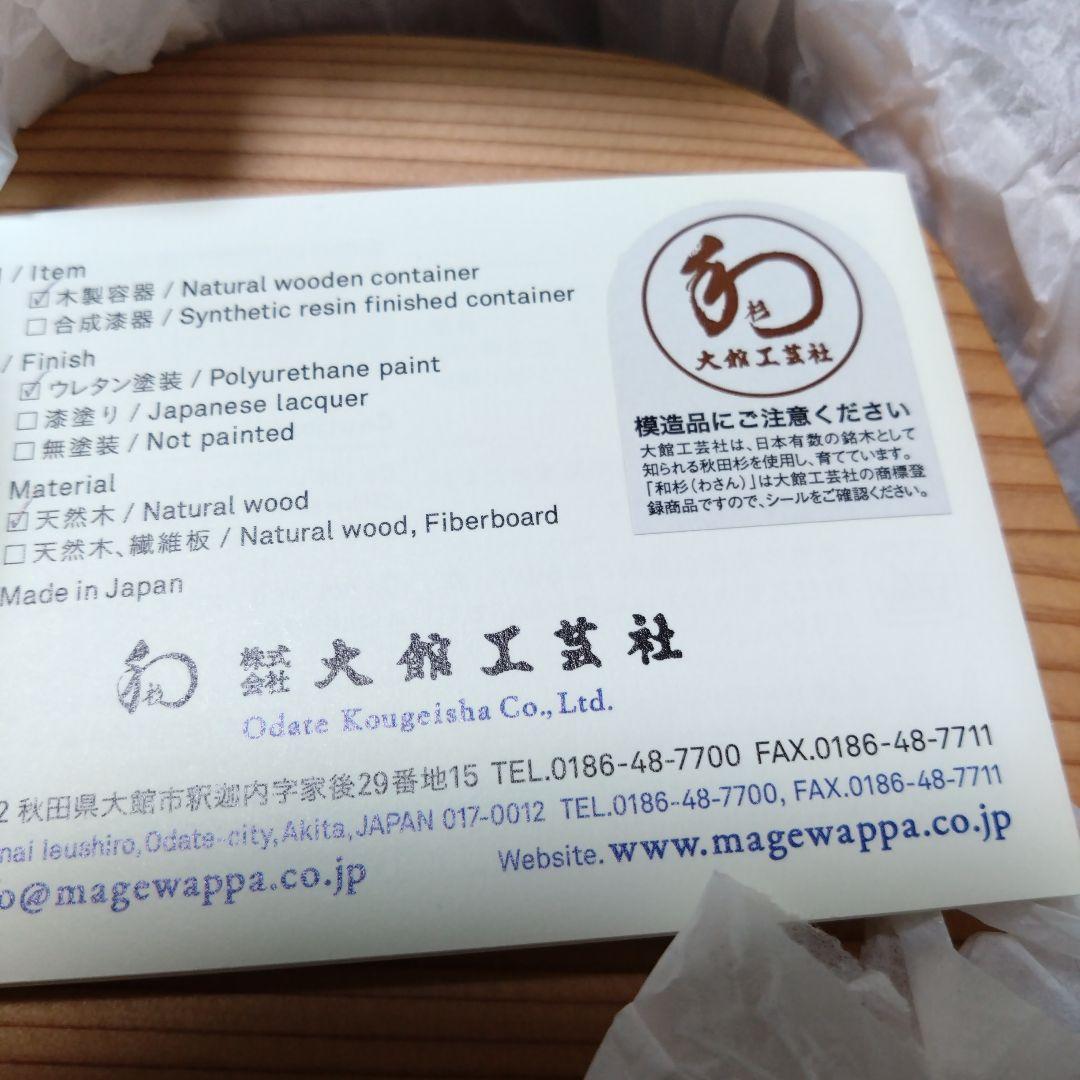 / Item
☑ 木製容器 / Natural wooden container
☐ 合成漆器 / Synthetic resin finished container
/ Finish
☑ ウレタン塗装 / Polyurethane paint
☐ 漆塗り / Japanese lacquer
☐ 無塗装 / Not painted
Material
☑ 天然木 / Natural wood
☐ 天然木、繊維板 / Natural wood, Fiberboard
Made in Japan
和杉
大館工芸社
模造品にご注意ください
大館工芸社は、日本有数の銘木として
知られる秋田杉を使用し、育てています。
「和杉（わさん）」は大館工芸社の商標登
録商品ですので、シールをご確認ください。
和杉 株式会社 大館工芸社
Odate Kougeisha Co., Ltd.
2 秋田県大館市釈迦内字家後29番地15 TEL.0186-48-7700 FAX.0186-48-7711
nai Ieushiro, Odate-city, Akita, JAPAN 017-0012 TEL.0186-48-7700, FAX.0186-48-7711
o@magewappa.co.jp Website. www.magewappa.co.jp